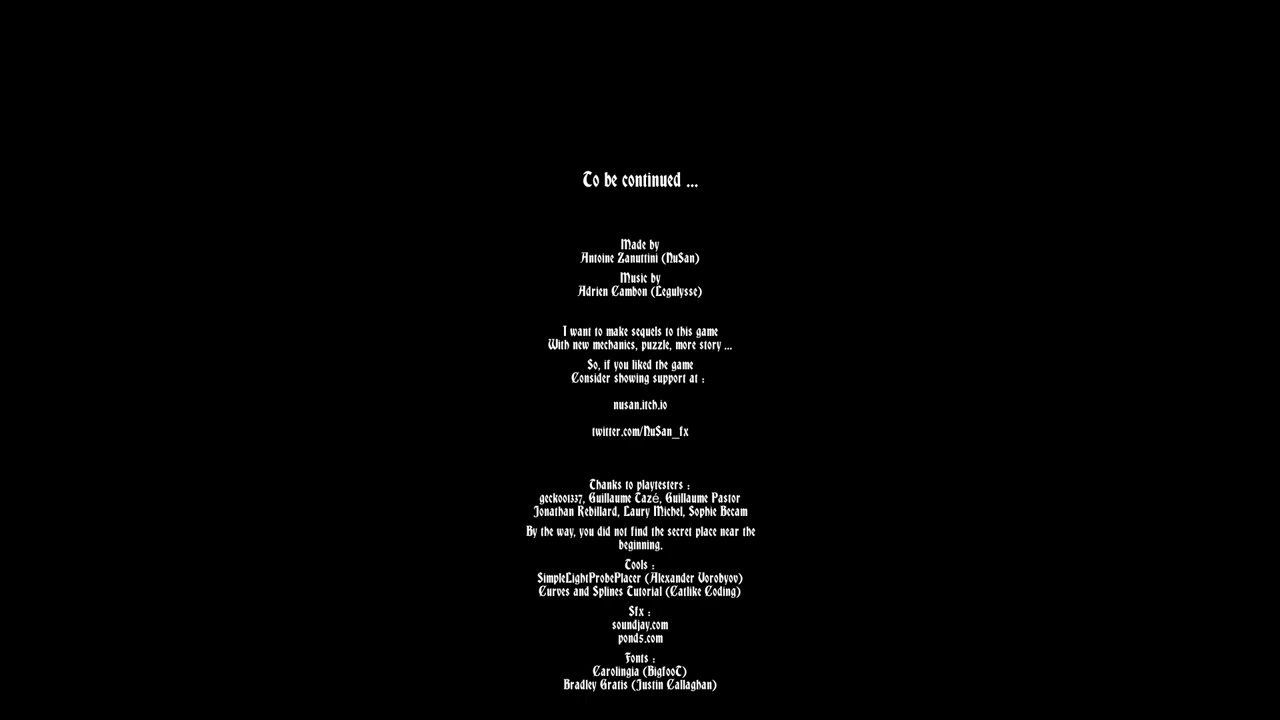 To be continued ...
Made by
Antoine Zanuttini (NuSan)
Music by
Adrien Cambon (Legulysse)
I want to make sequels to this game
With new mechanics, puzzle, more story ...
So, if you liked the game
Consider showing support at :
nusan.itch.io
twitter.com/NuSan_fx
Thanks to playtesters :
gecko01337, Guillaume Tazé, Guillaume Pastor
Jonathan Rebillard, Laury Michel, Sophie Becam
By the way, you did not find the secret place near the
beginning.
Tools :
SimpleLightProbePlacer (Alexander Vorobyov)
Curves and Splines Tutorial (Catlike Coding)
Sfx :
soundjay.com
pond5.com
Fonts :
Carolingia (BigfooT)
Bradley Gratis (Justin Callaghan)